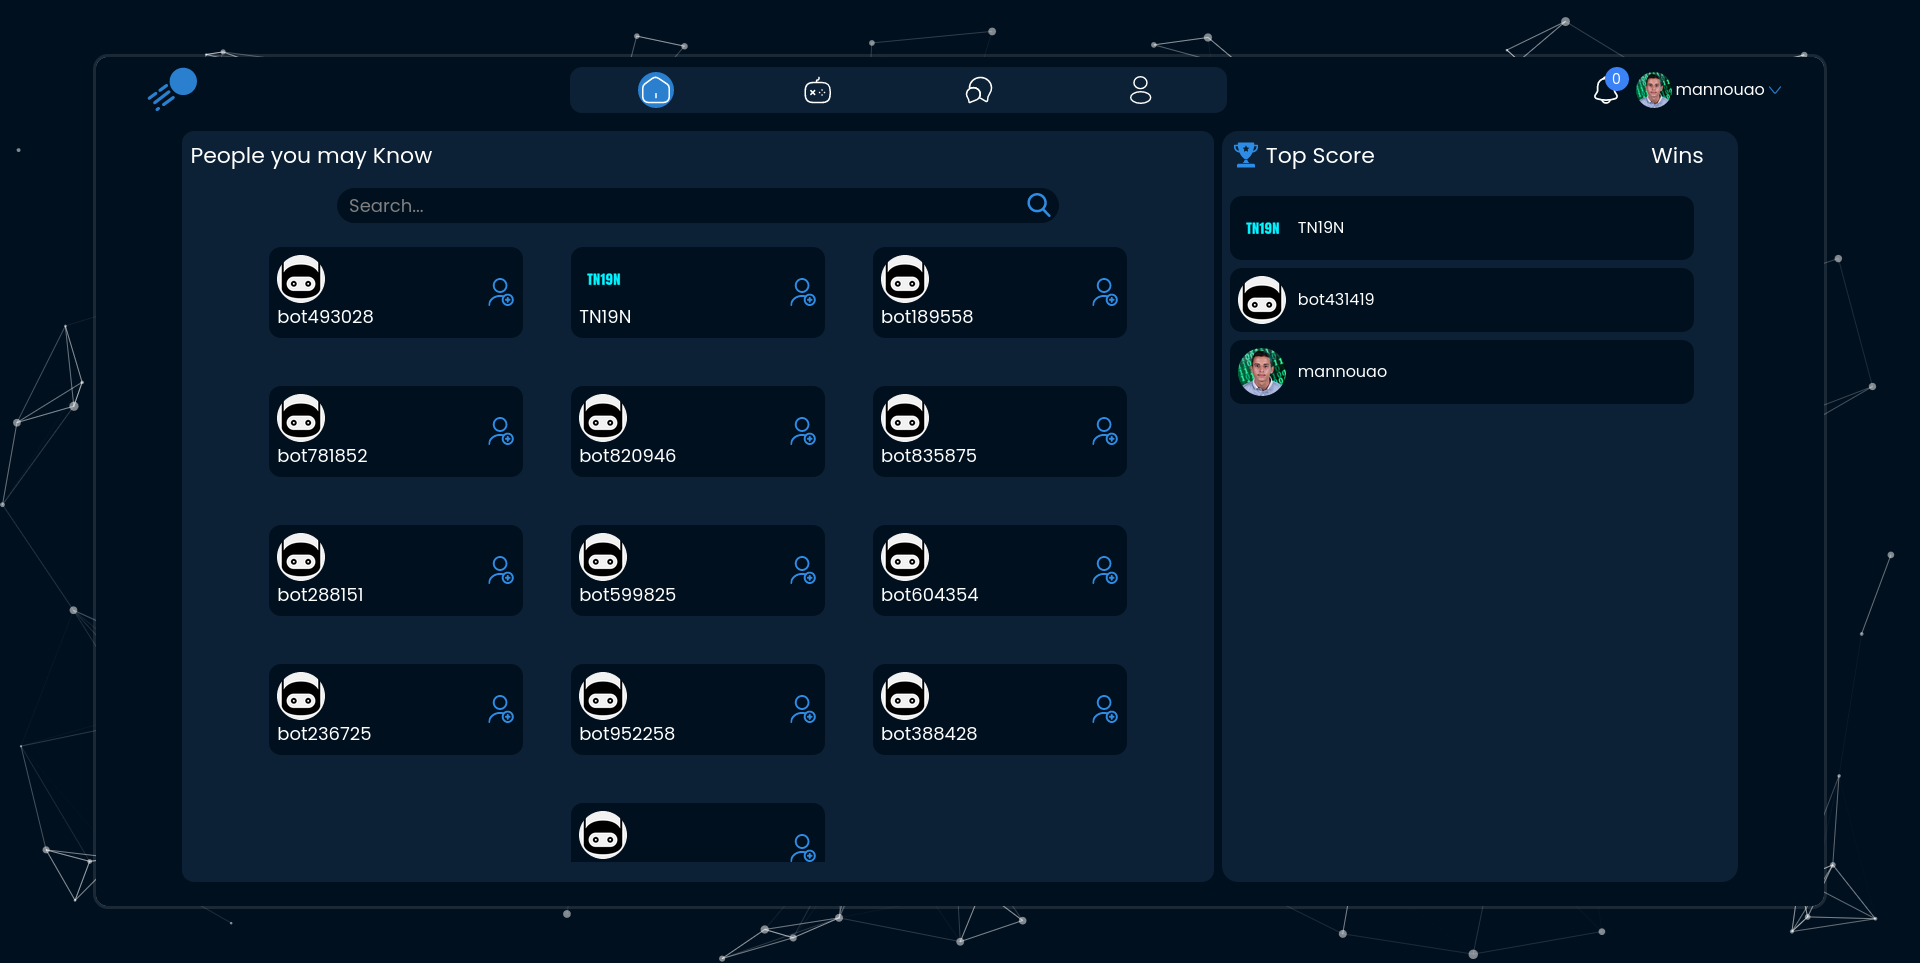 0
mannouao
People you may Know
Search...
bot493028
TN19N
TN19N
bot189558
bot781852
bot820946
bot835875
bot288151
bot599825
bot604354
bot236725
bot952258
bot388428
Top Score
Wins
TN19N
TN19N
bot431419
mannouao